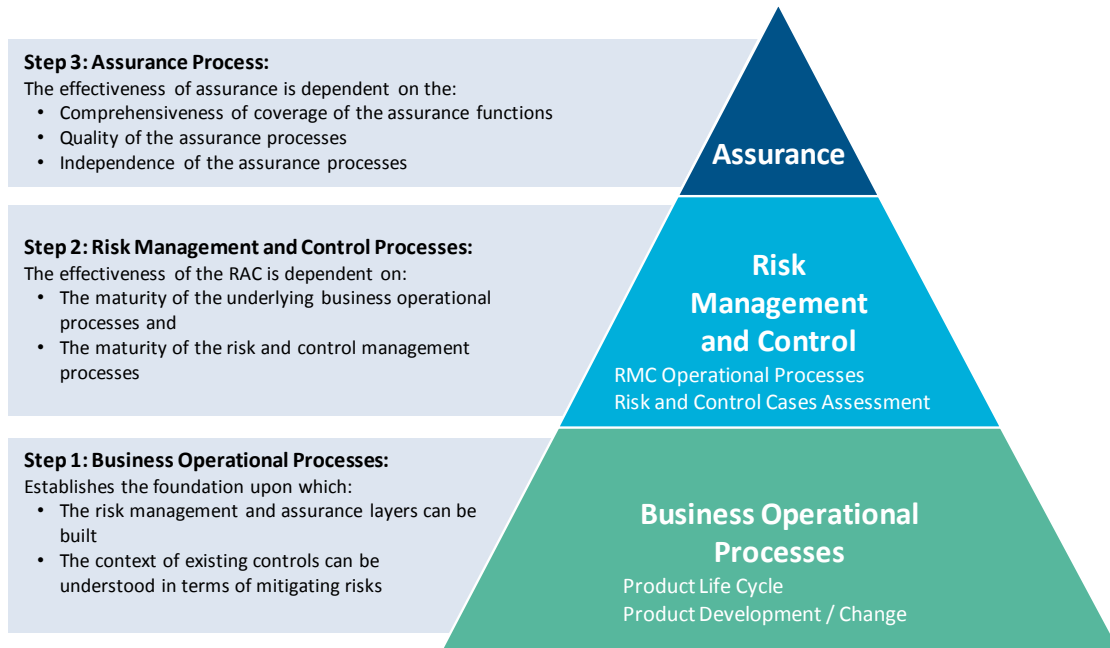 Step 3: Assurance Process:
The effectiveness of assurance is dependent on the:
• Comprehensiveness of coverage of the assurance functions
• Quality of the assurance processes
• Independence of the assurance processes
Assurance
Step 2: Risk Management and Control Processes:
The effectiveness of the RAC is dependent on:
• The maturity of the underlying business operational
processes and
• The maturity of the risk and control management
processes
Risk
Management
and Control
RMC Operational Processes
Risk and Control Cases Assessment
Step 1: Business Operational Processes:
Establishes the foundation upon which:
• The risk management and assurance layers can be
built
• The context of existing controls can be
understood in terms of mitigating risks
Business Operational
Processes
Product Life Cycle
Product Development / Change